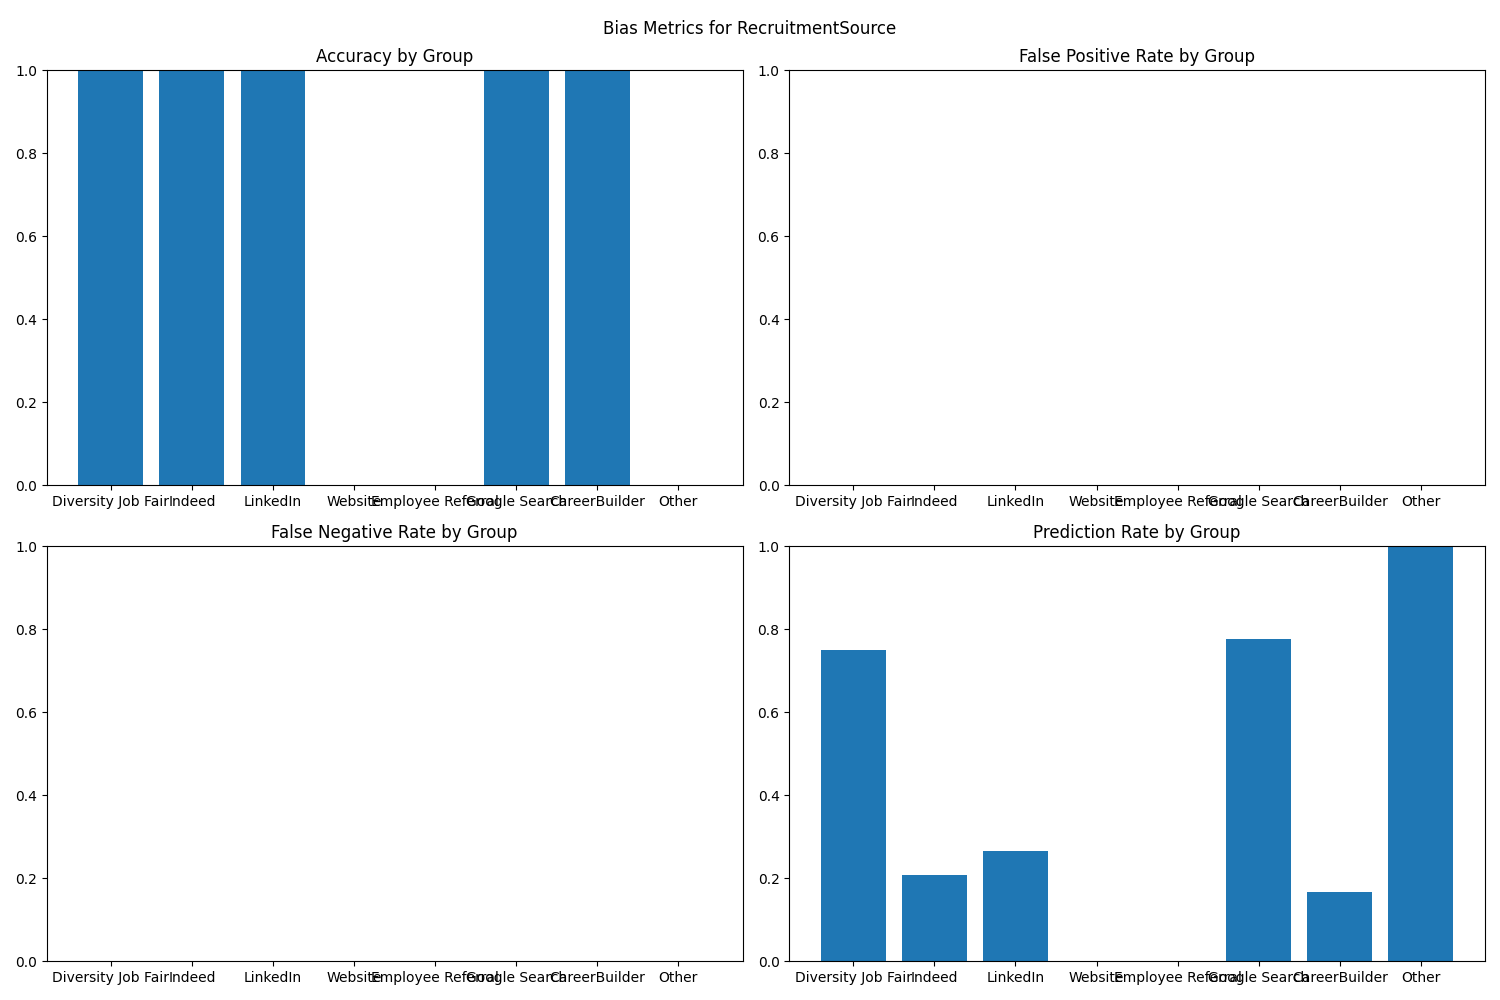 Bias Metrics for RecruitmentSource
Accuracy by Group
1.0
0.8
0.6
0.4
0.2
0.0
Diversity Job Fair Indeed LinkedIn Website Employee Referral Google Search CareerBuilder Other
False Positive Rate by Group
1.0
0.8
0.6
0.4
0.2
0.0
Diversity Job Fair Indeed LinkedIn Website Employee Referral Google Search CareerBuilder Other
False Negative Rate by Group
1.0
0.8
0.6
0.4
0.2
0.0
Diversity Job Fair Indeed LinkedIn Website Employee Referral Google Search CareerBuilder Other
Prediction Rate by Group
1.0
0.8
0.6
0.4
0.2
0.0
Diversity Job Fair Indeed LinkedIn Website Employee Referral Google Search CareerBuilder Other